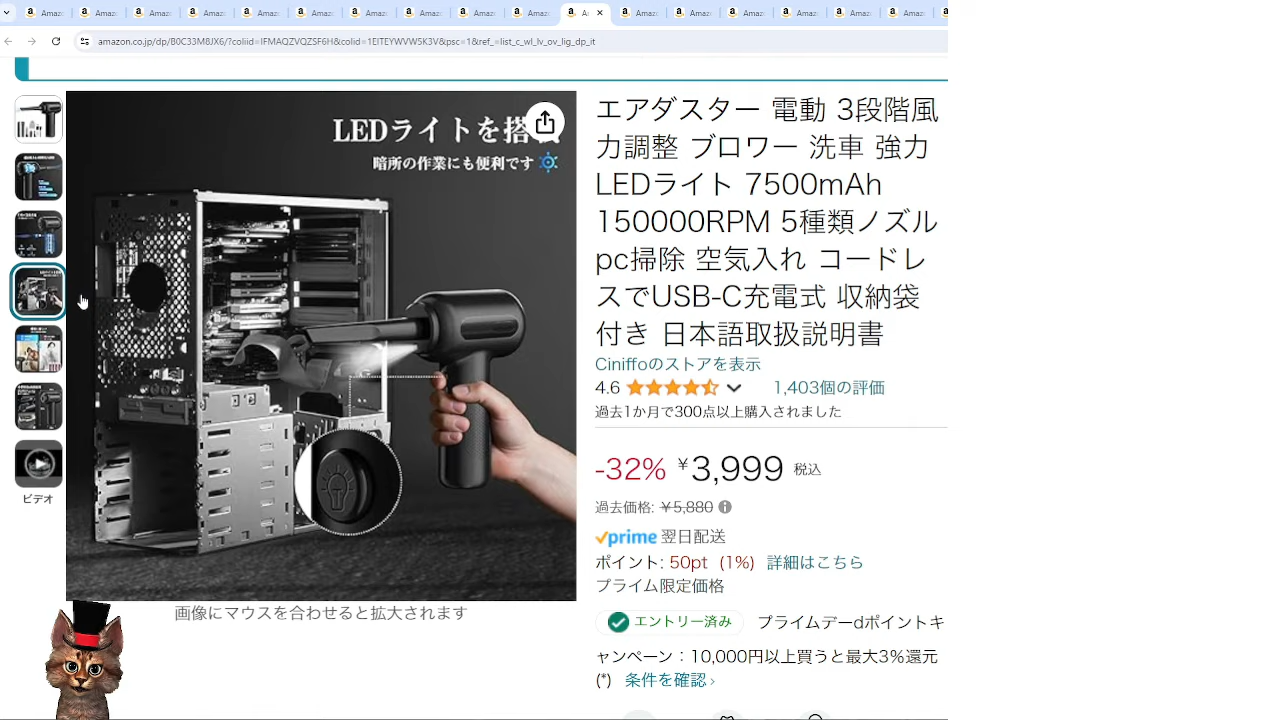 amazon.co.jp/dp/B0C33M8JX6/?coliid=IFMAQZVQZSF6H&colid=1EITEYWVW5K3V&psc=1&ref_=list_c_wl_lv_ov_lig_dp_it
LEDライトを搭
暗所の作業にも便利です
エアダスター 電動 3段階風
力調整 ブロワー 洗車 強力
LEDライト 7500mAh
150000RPM 5種類ノズル
pc掃除 空気入れ コードレ
スでUSB-C充電式 収納袋
付き 日本語取扱説明書
Ciniffoのストアを表示
4.6 1,403個の評価
過去1か月で300点以上購入されました
-32% ¥3,999 税込
過去価格: ¥5,880
prime 翌日配送
ポイント: 50pt (1%) 詳細はこちら
プライム限定価格
エントリー済み プライムデーdポイントキ
ャンペーン：10,000円以上買うと最大3％還元
(*) 条件を確認 ›
ビデオ
画像にマウスを合わせると拡大されます